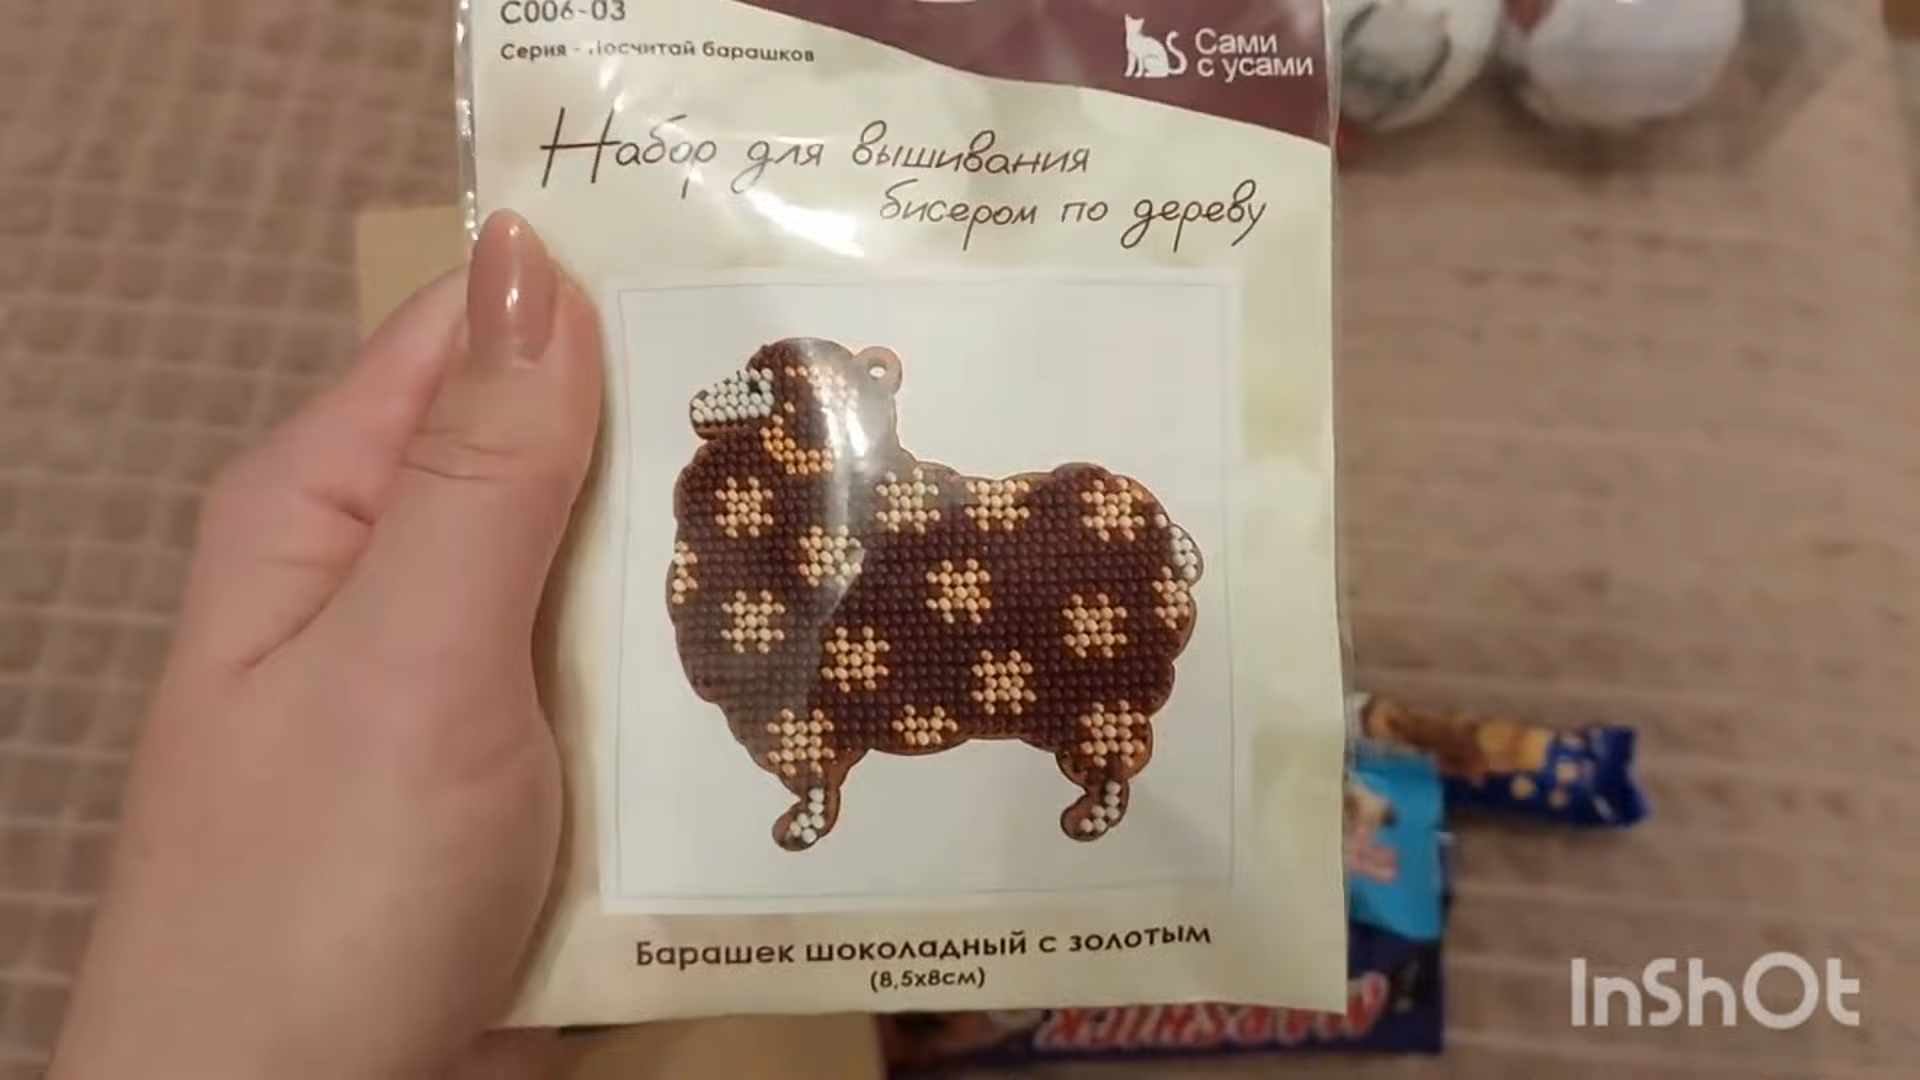 С006-03
Серия - Посчитай барашков
Сами
с усами
Набор для вышивания
бисером по дереву
Барашек шоколадный с золотым
(8,5х8см)
InShOt